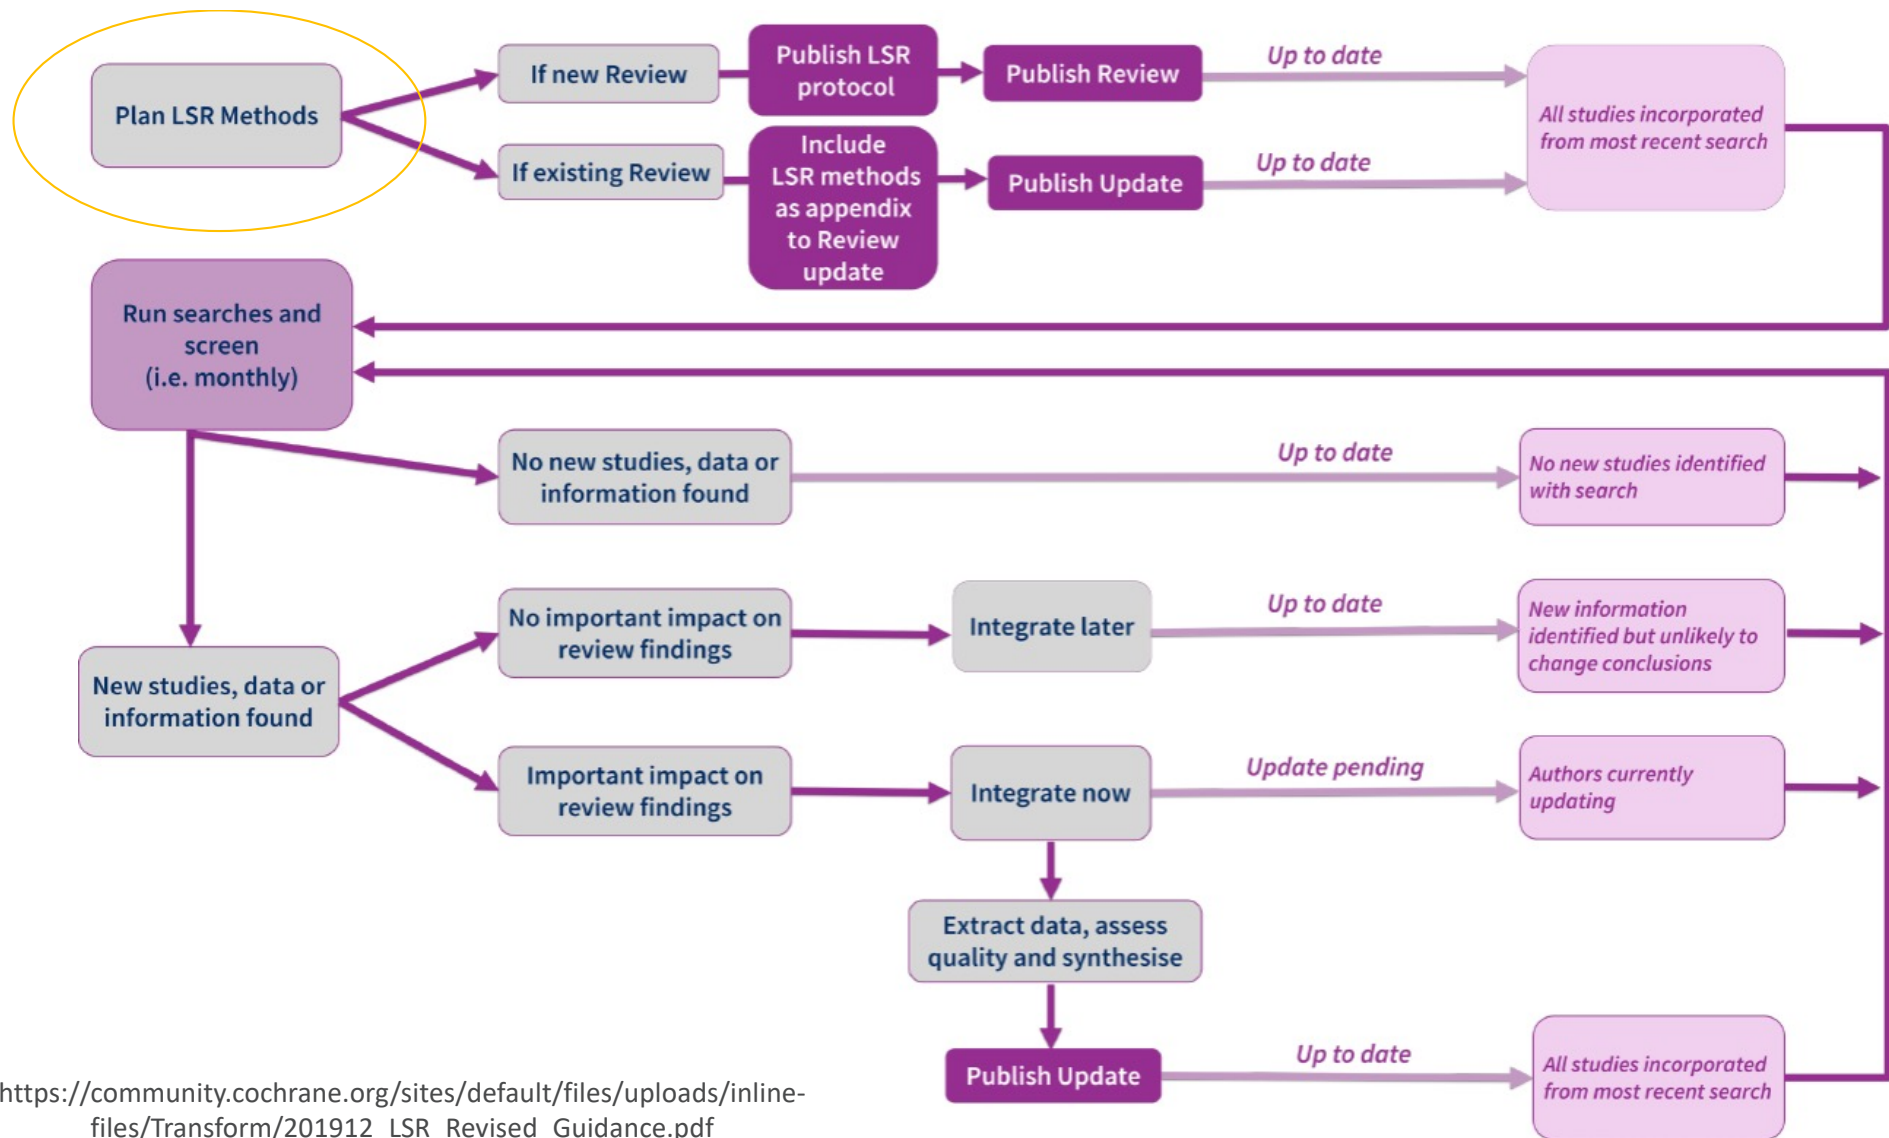 Plan LSR Methods
If new Review
Publish LSR
protocol
Publish Review
Up to date
All studies incorporated
from most recent search
If existing Review
Include
LSR methods
as appendix
to Review
update
Publish Update
Up to date
Run searches and
screen
(i.e. monthly)
No new studies, data or
information found
Up to date
No new studies identified
with search
New studies, data or
information found
No important impact on
review findings
Integrate later
Up to date
New information
identified but unlikely to
change conclusions
Important impact on
review findings
Integrate now
Update pending
Authors currently
updating
Extract data, assess
quality and synthesise
Publish Update
Up to date
All studies incorporated
from most recent search
https://community.cochrane.org/sites/default/files/uploads/inline-
files/Transform/201912_LSR_Revised_Guidance.pdf